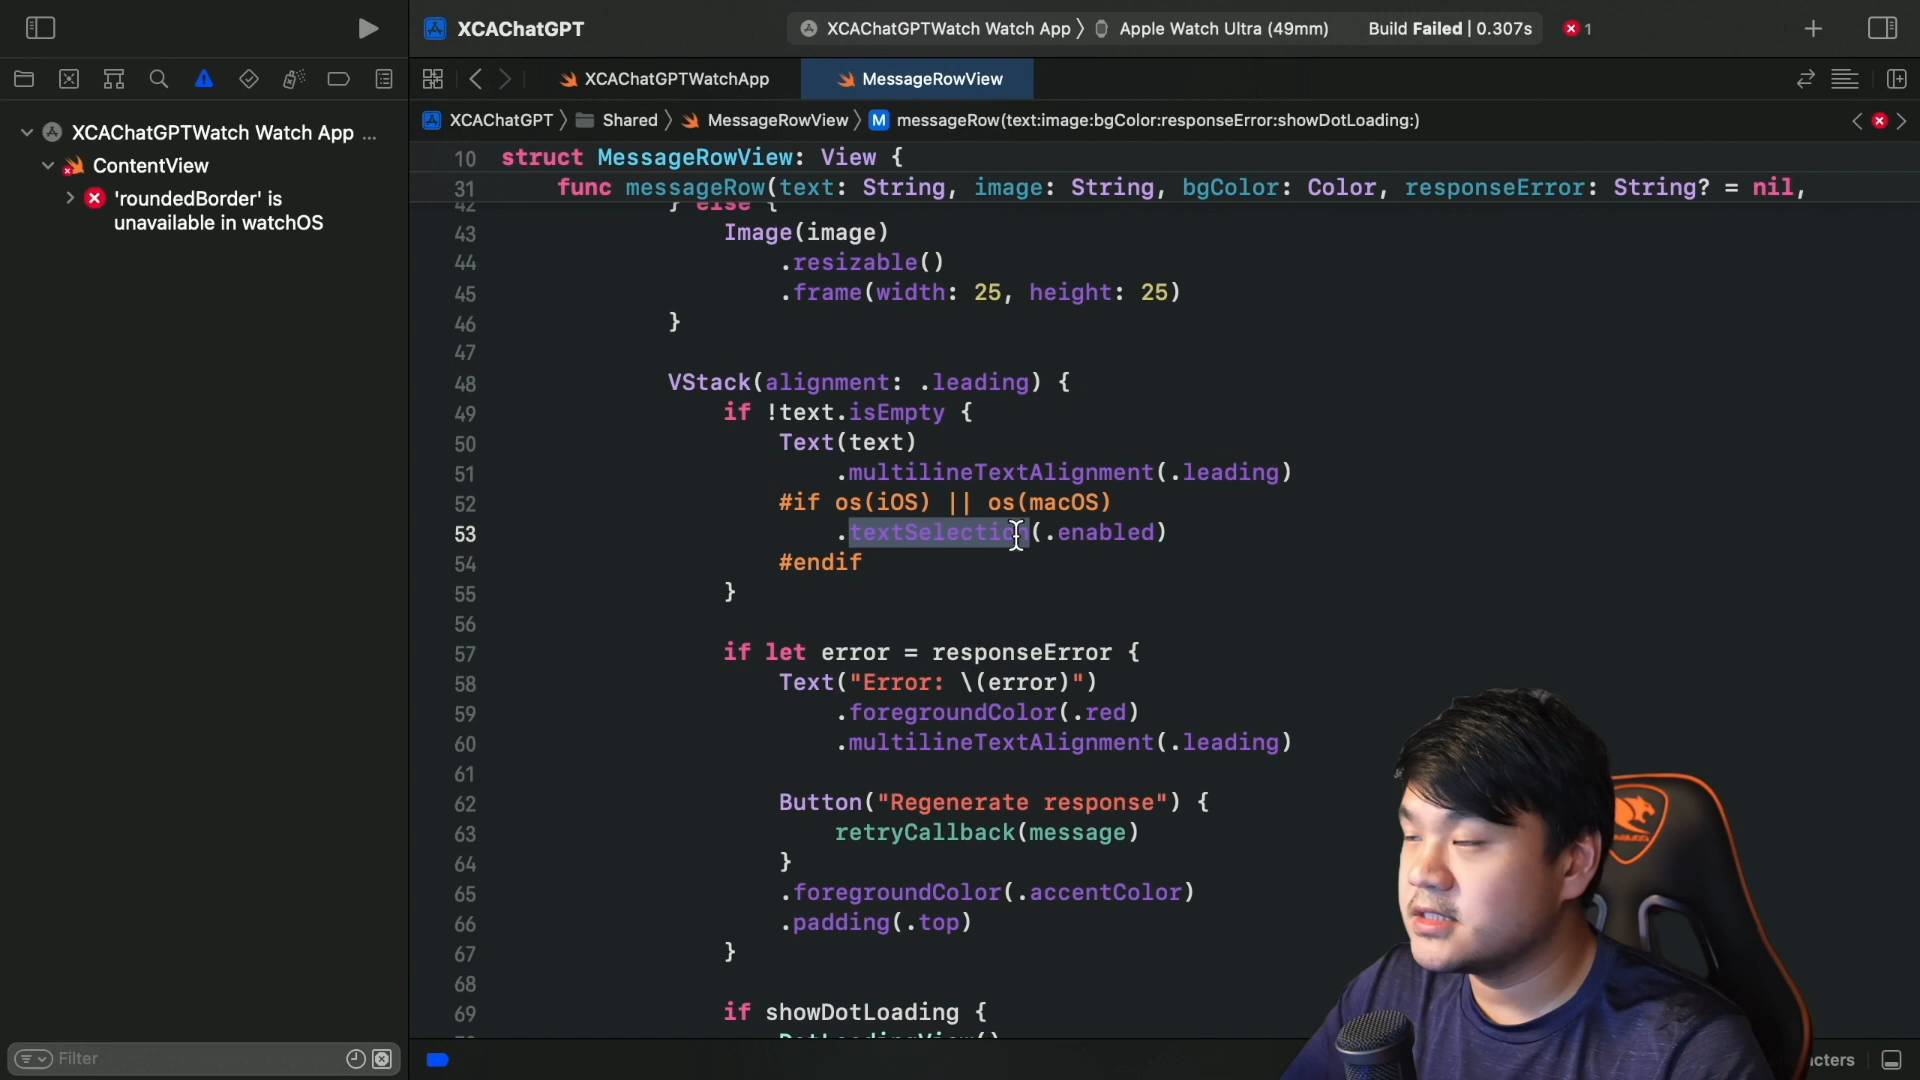 XCAChatGPT
XCAChatGPTWatch Watch App 〉 Apple Watch Ultra (49mm)
Build Failed | 0.307s
1
XCAChatGPTWatchApp
MessageRowView
XCAChatGPT 〉 Shared 〉 MessageRowView 〉 M messageRow(text:image:bgColor:responseError:showDotLoading:)
XCAChatGPTWatch Watch App ...
ContentView
'roundedBorder' is
unavailable in watchOS
10 struct MessageRowView: View {
31 func messageRow(text: String, image: String, bgColor: Color, responseError: String? = nil,
42 } else {
43 Image(image)
44 .resizable()
45 .frame(width: 25, height: 25)
46 }
47
48 VStack(alignment: .leading) {
49 if !text.isEmpty {
50 Text(text)
51 .multilineTextAlignment(.leading)
52 #if os(iOS) || os(macOS)
53 .textSelection(.enabled)
54 #endif
55 }
56
57 if let error = responseError {
58 Text("Error: \(error)")
59 .foregroundColor(.red)
60 .multilineTextAlignment(.leading)
61
62 Button("Regenerate response") {
63 retryCallback(message)
64 }
65 .foregroundColor(.accentColor)
66 .padding(.top)
67 }
68
69 if showDotLoading {
DotLoadingView()
Filter